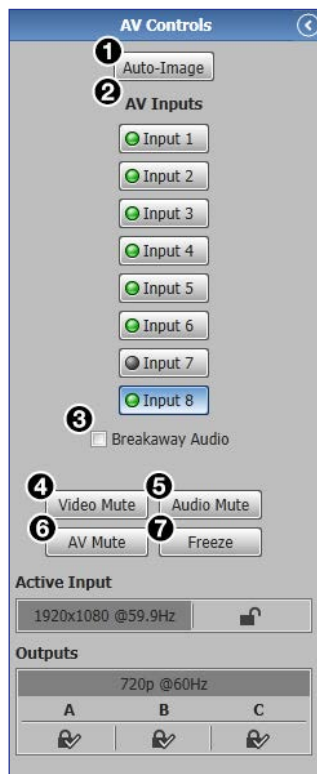 AV Controls
1
Auto-Image
2
AV Inputs
Input 1
Input 2
Input 3
Input 4
Input 5
Input 6
Input 7
Input 8
3
Breakaway Audio
4 Video Mute 5 Audio Mute
6 AV Mute 7 Freeze
Active Input
1920x1080 @59.9Hz
Outputs
720p @60Hz
A B C